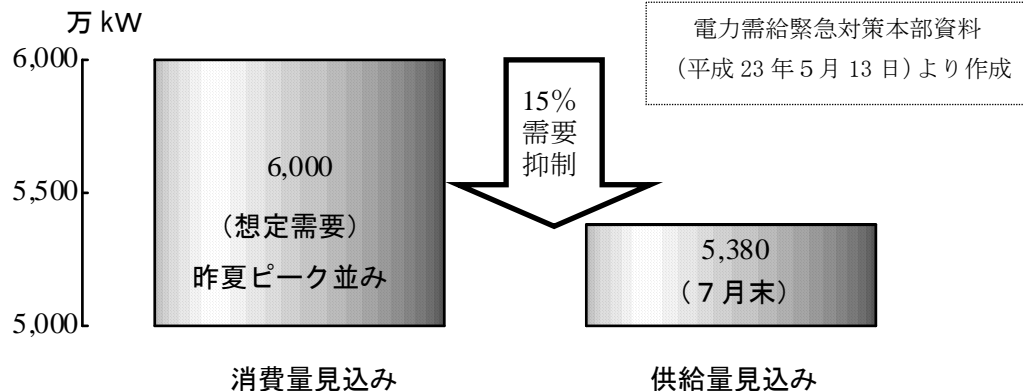 万 kW
電力需給緊急対策本部資料
(平成 23 年 5 月 13 日)より作成
6,000
15%
需要
抑制
6,000
5,500
(想定需要)
5,380
昨夏ピーク並み
(7月末)
5,000
消費量見込み
供給量見込み